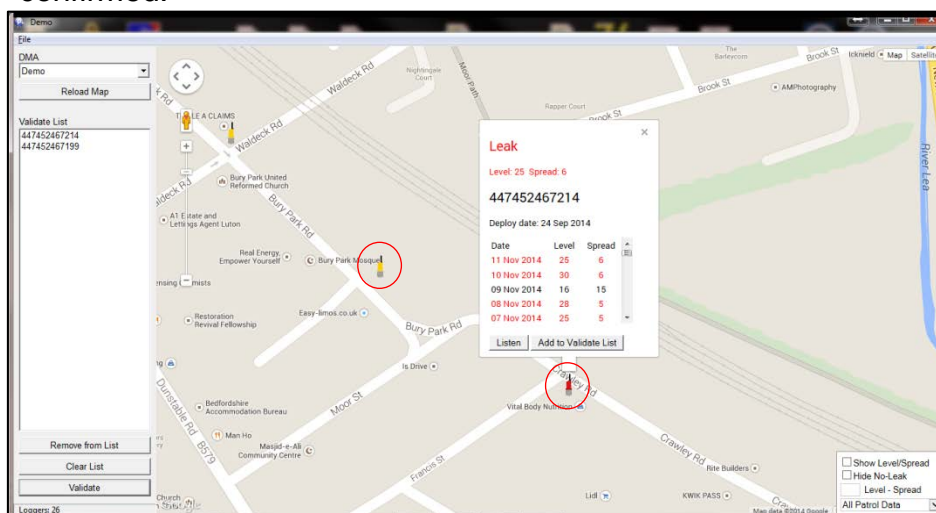 confirmed.
Demo
File
DMA
Demo
Reload Map
Validate List
447452467214
447452467199
Remove from List
Clear List
Validate
Loggers: 26
Waldeck Rd
Nightingale Court
Moor Path
The Barleycorn
Brook St
Icknield
Map
Satellite
Brook St
AMPhotography
Rapper Court
Brook St
River Lea
LE A CLAIMS
Waldeck Rd
Bury Park United Reformed Church
Bury Park Rd
A1 Estate and Lettings Agent Luton
Real Energy, Empower Yourself
Bury Park Mosque
Restoration Revival Fellowship
Easy-limos.co.uk
Bury Park Rd
Is Drive
Dunstable Rd
B579
Bedfordshire Accommodation Bureau
Moor St
Man Ho
Masjid-e-Ali Community Centre
Francis St
Church
Leak
Level: 25 Spread: 6
447452467214
Deploy date: 24 Sep 2014
Date Level Spread
11 Nov 2014 25 6
10 Nov 2014 30 6
09 Nov 2014 16 15
08 Nov 2014 28 5
07 Nov 2014 25 5
Listen
Add to Validate List
Crawley Rd
Vital Body Nutrition
Crawley Rd
Rite Builders
Lidl
KWIK PASS
Map data ©2014 Google
Show Level/Spread
Hide No-Leak
Level - Spread
All Patrol Data